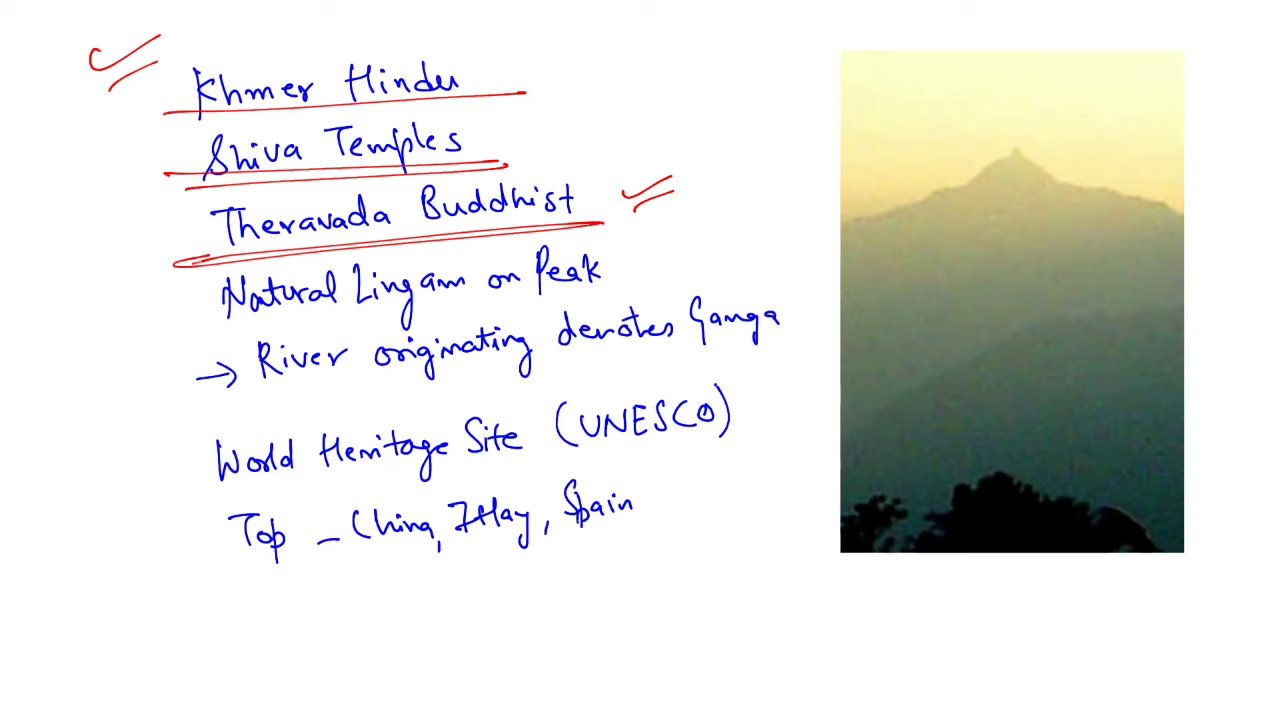 Khmer Hindu
Shiva Temples
Theravada Buddhist
Natural Lingam on Peak
→ River originating denotes Ganga
World Heritage Site (UNESCO)
Top - China, Italy, Spain